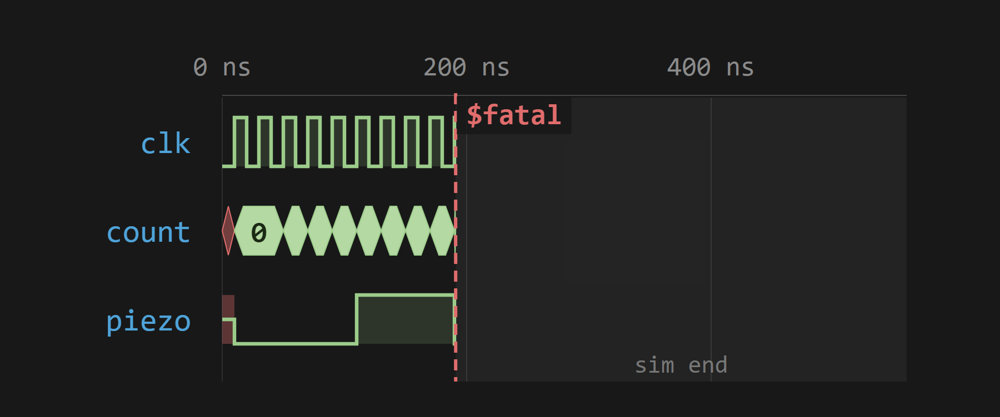 0 ns 200 ns 400 ns
$fatal
clk
count 0
piezo
sim end